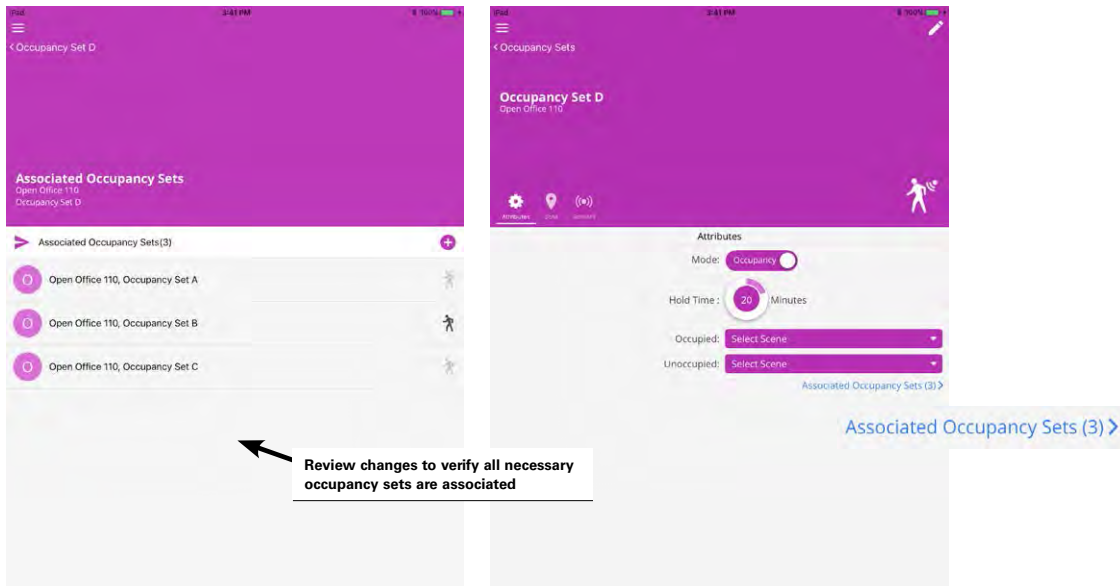 iPad 3:41 PM 100%
< Occupancy Set D
Associated Occupancy Sets
Open Office 110
Occupancy Set D
Associated Occupancy Sets(3)
O Open Office 110, Occupancy Set A
O Open Office 110, Occupancy Set B
O Open Office 110, Occupancy Set C
Review changes to verify all necessary
occupancy sets are associated
iPad 3:41 PM 100%
< Occupancy Sets
Occupancy Set D
Open Office 110
Attributes
Mode: Occupancy
Hold Time : 20 Minutes
Occupied: Select Scene
Unoccupied: Select Scene
Associated Occupancy Sets (3) >
Associated Occupancy Sets (3) >